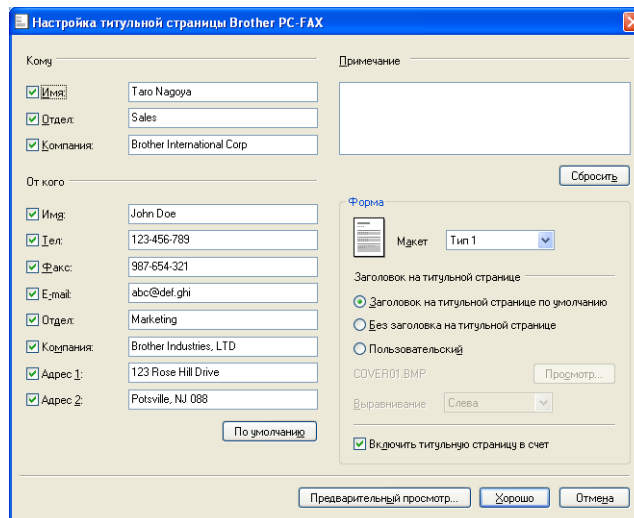 Настройка титульной страницы Brother PC-FAX
Кому
Имя:
Taro Nagoya
Отдел:
Sales
Компания:
Brother International Corp
Примечание
Сбросить
От кого
Имя:
John Doe
Тел:
123-456-789
Факс:
987-654-321
E-mail:
abc@def.ghi
Отдел:
Marketing
Компания:
Brother Industries, LTD
Адрес 1:
123 Rose Hill Drive
Адрес 2:
Potsville, NJ 088
По умолчанию
Форма
Макет
Тип 1
Заголовок на титульной странице
Заголовок на титульной странице по умолчанию
Без заголовка на титульной странице
Пользовательский
COVER01.BMP
Просмотр...
Выравнивание
Слева
Включить титульную страницу в счет
Предварительный просмотр...
Хорошо
Отмена